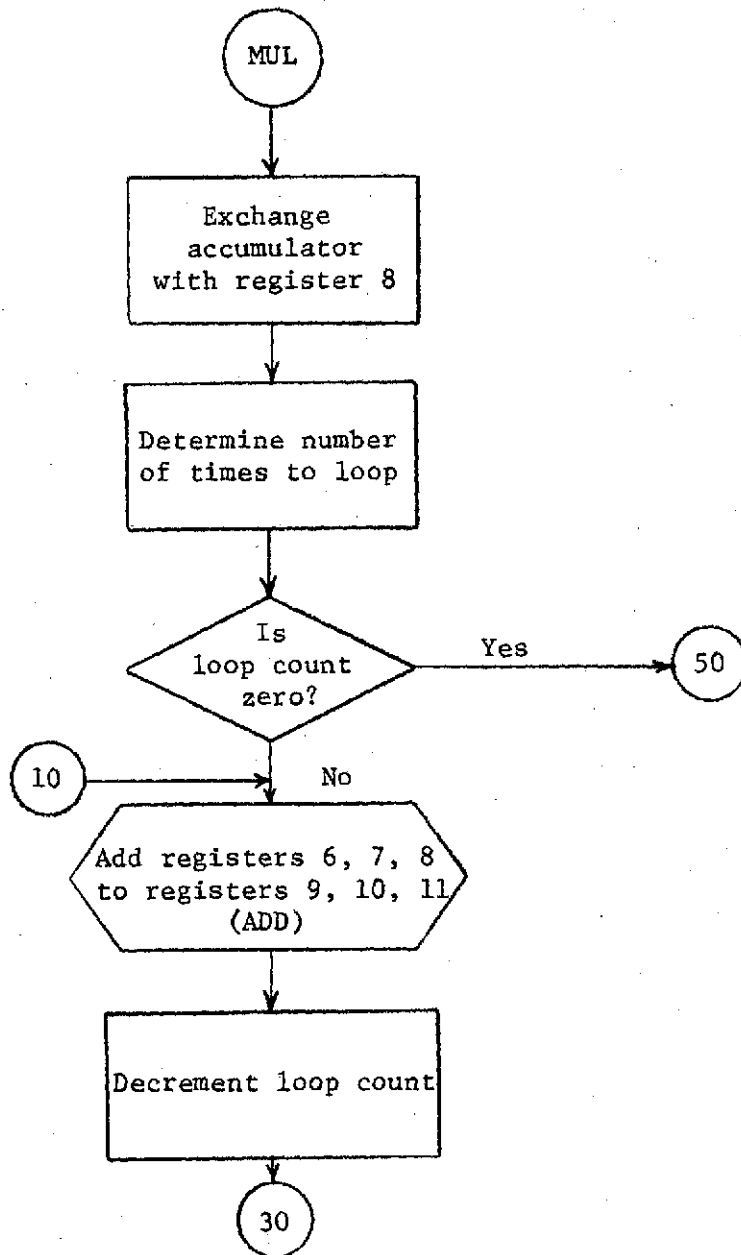 MUL
Exchange
accumulator
with register 8
Determine number
of times to loop
Is
loop count
zero?
Yes
50
10
No
Add registers 6, 7, 8
to registers 9, 10, 11
(ADD)
Decrement loop count
30